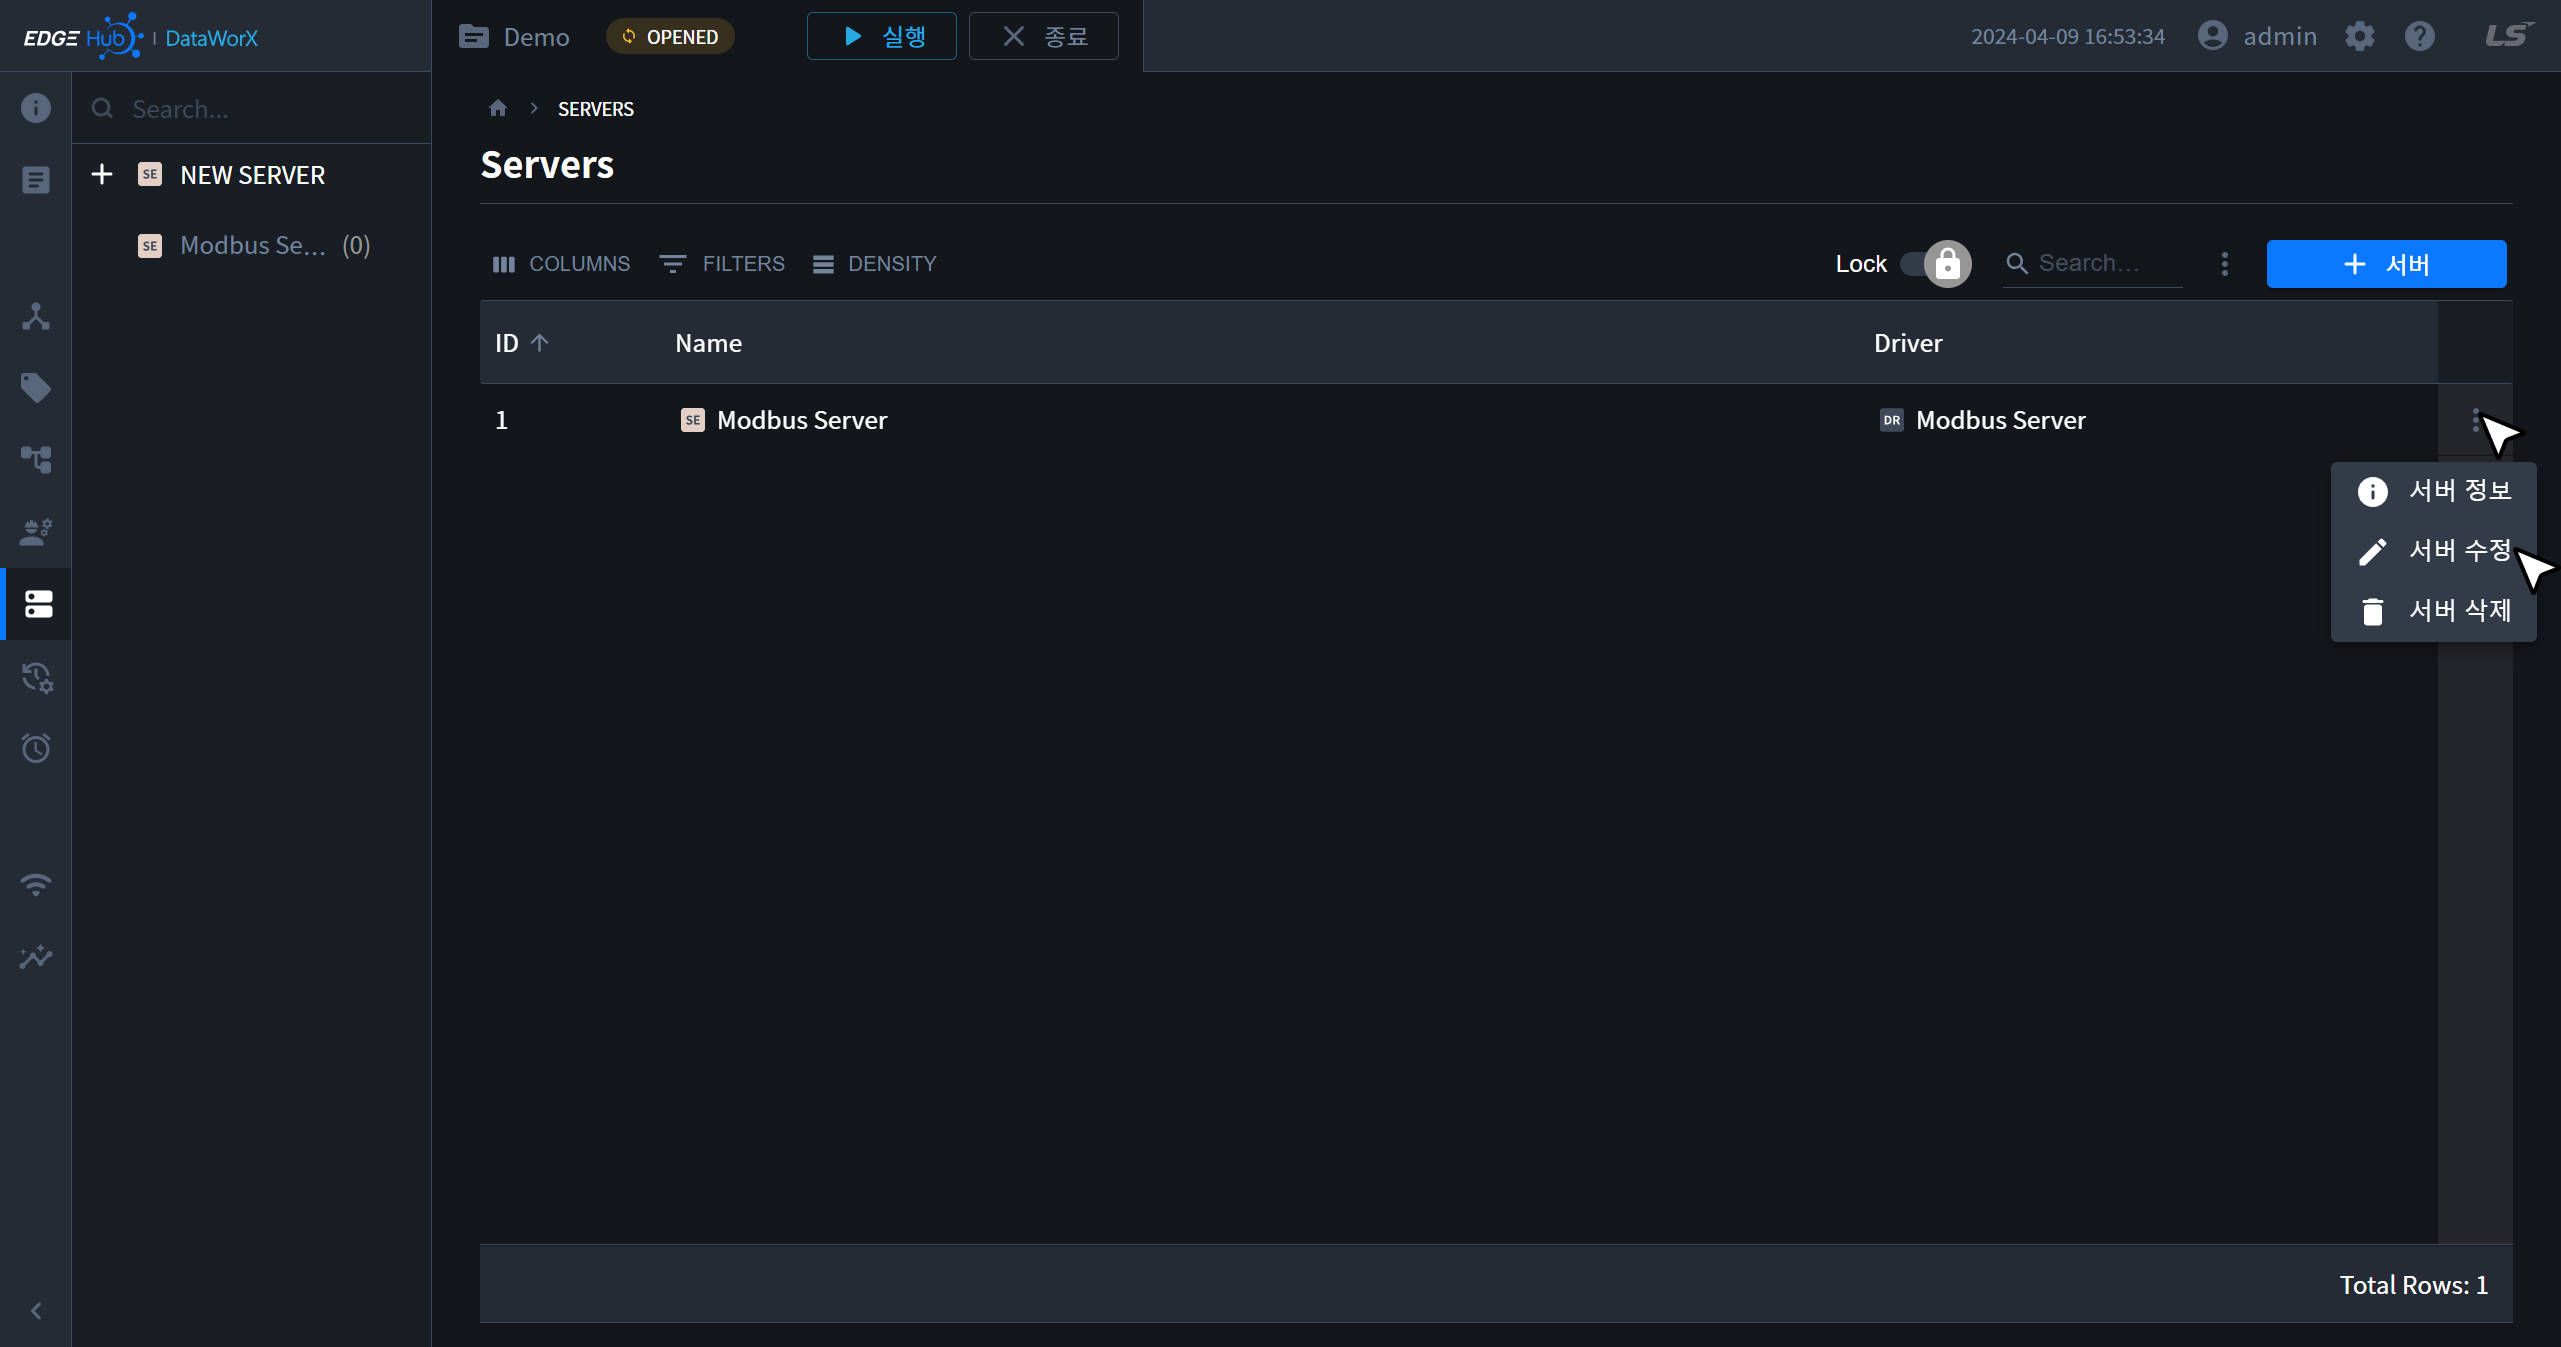 EDGE Hub | DataWorX
Demo
OPENED
실행
종료
2024-04-09 16:53:34
admin
LS
Search...
NEW SERVER
SE
Modbus Se... (0)
SE
SERVERS
Servers
COLUMNS
FILTERS
DENSITY
Lock
Search...
서버
ID
Name
Driver
1
SE
Modbus Server
DR
Modbus Server
서버 정보
서버 수정
서버 삭제
Total Rows: 1